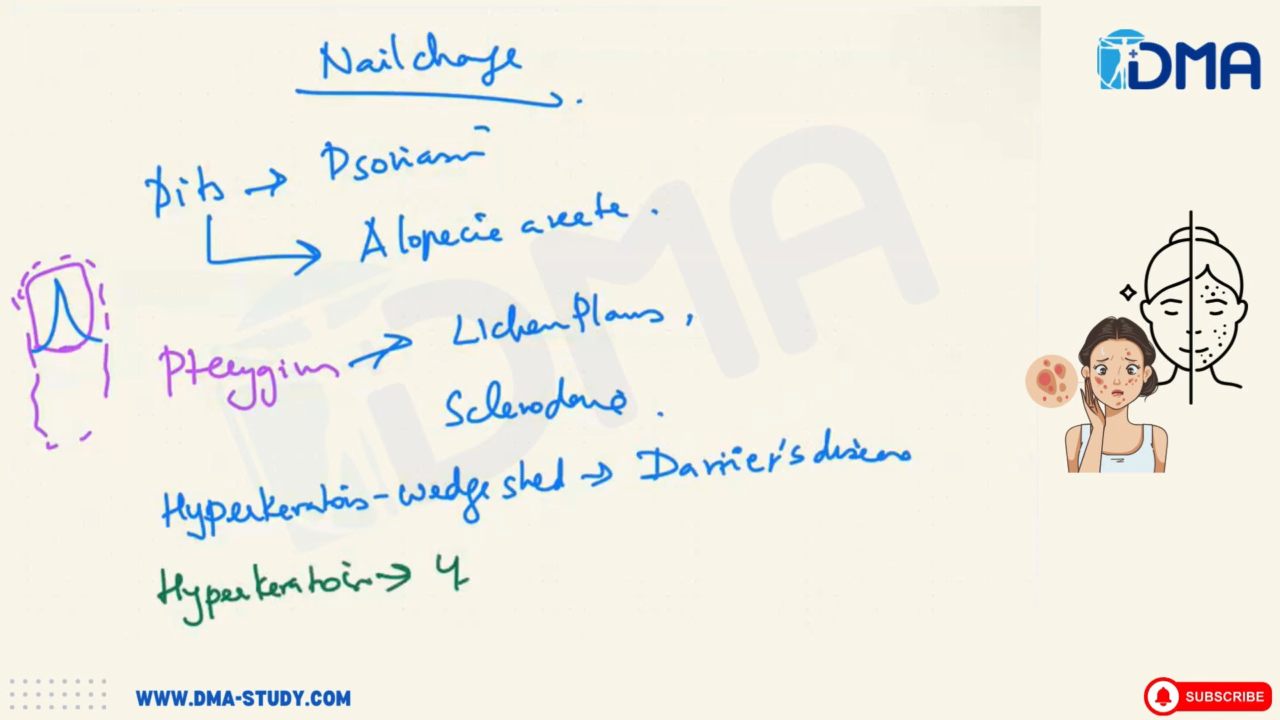 Nail change
DMA
Pits → Psoriasis
→ Alopecia areata.
Pterygium → Lichen Planus,
Scleroderma.
Hyperkeratosis - wedge shed → Darrier's disease
Hyperkeratosis → 4
WWW.DMA-STUDY.COM
SUBSCRIBE